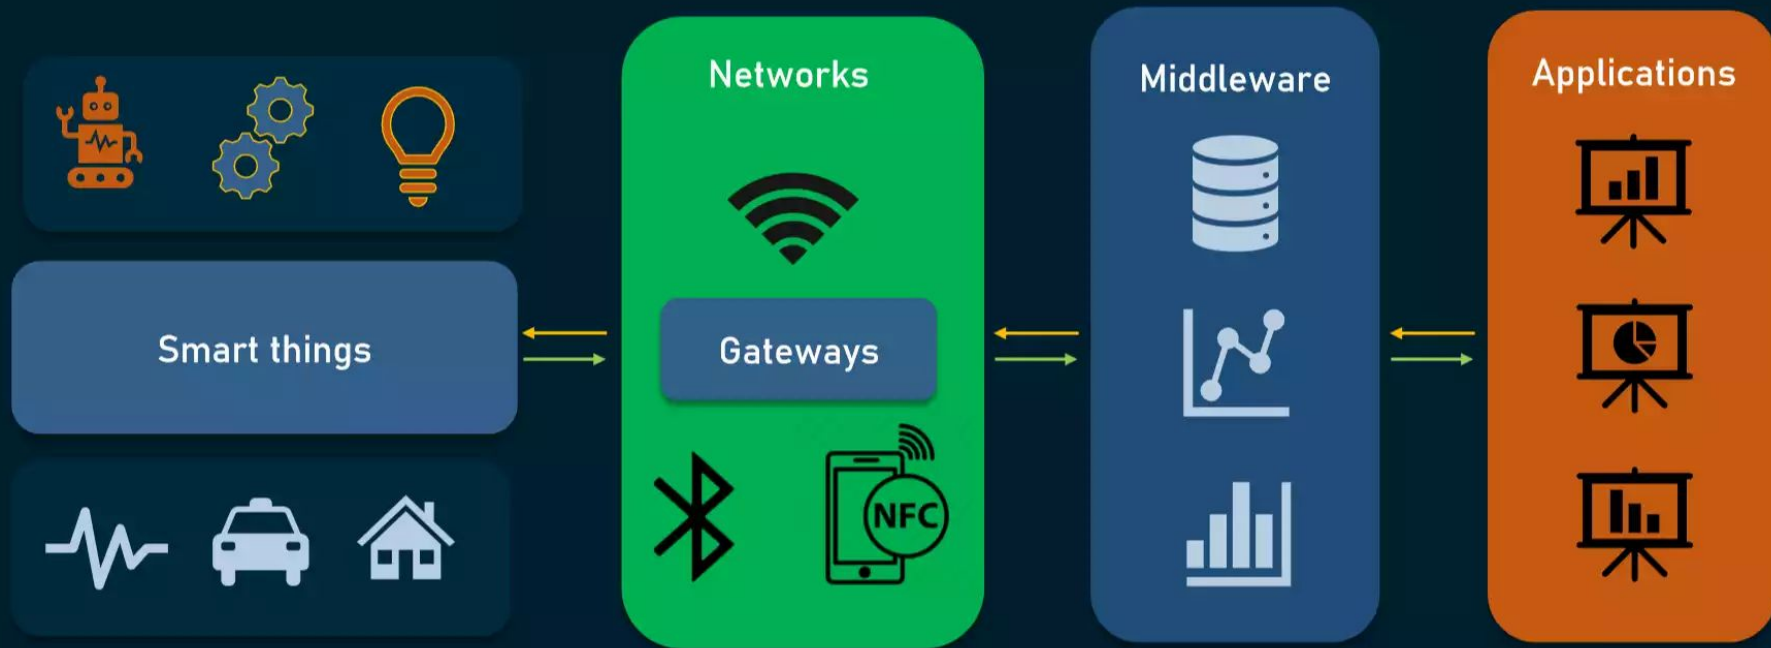 Networks
Middleware
Applications
Smart things
Gateways
NFC